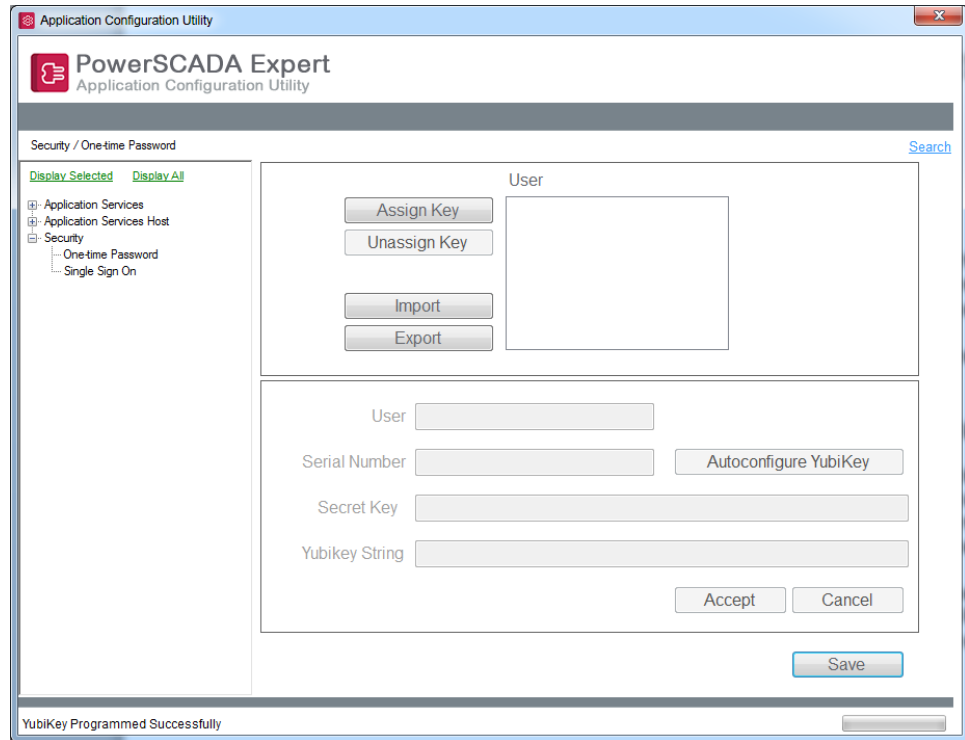 Application Configuration Utility
PowerSCADA Expert
Application Configuration Utility
Security / One-time Password
Search
Display Selected Display All
Application Services
Application Services Host
Security
One-time Password
Single Sign On
User
Assign Key
Unassign Key
Import
Export
User
Serial Number
Autoconfigure YubiKey
Secret Key
Yubikey String
Accept Cancel
Save
YubiKey Programmed Successfully